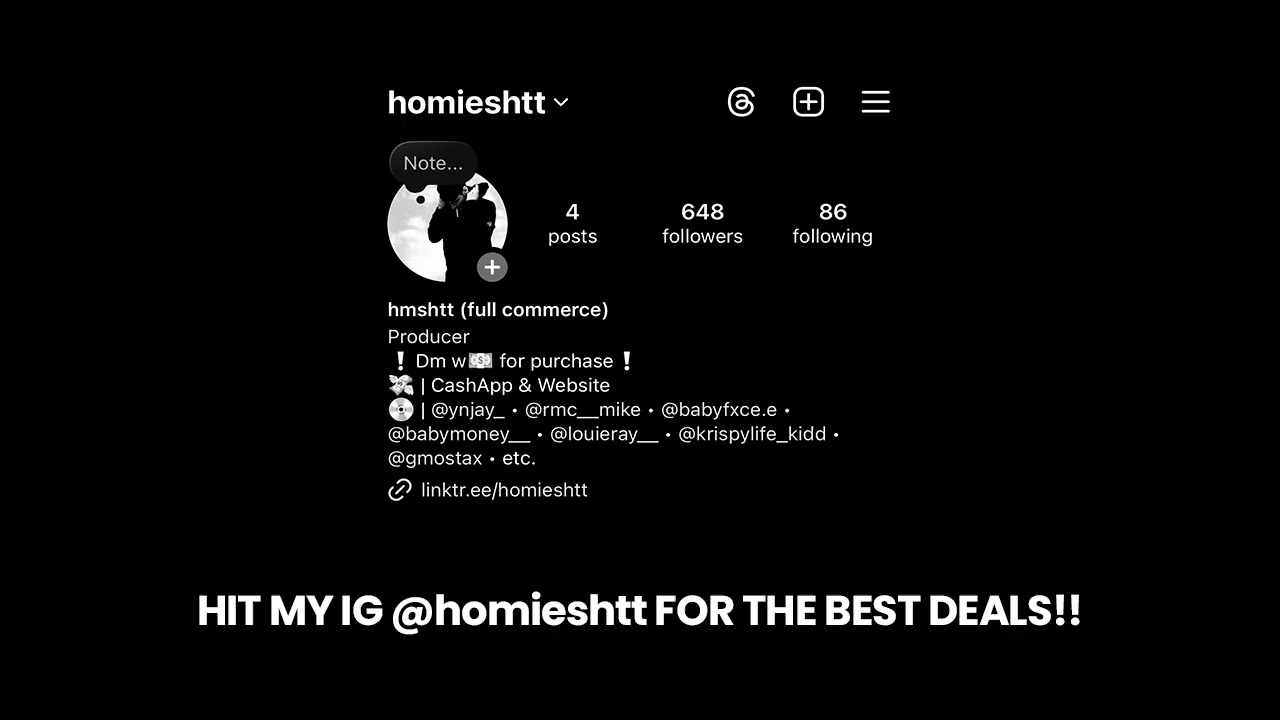 homieshtt
Note...
4 648 86
posts followers following
hmshtt (full commerce)
Producer
❗ Dm w💵 for purchase ❗
💸 | CashApp & Website
💿 | @ynjay_ • @rmc__mike • @babyfxce.e •
@babymoney__ • @louieray__ • @krispylife_kidd •
@gmostax • etc.
linktr.ee/homieshtt
HIT MY IG @homieshtt FOR THE BEST DEALS!!